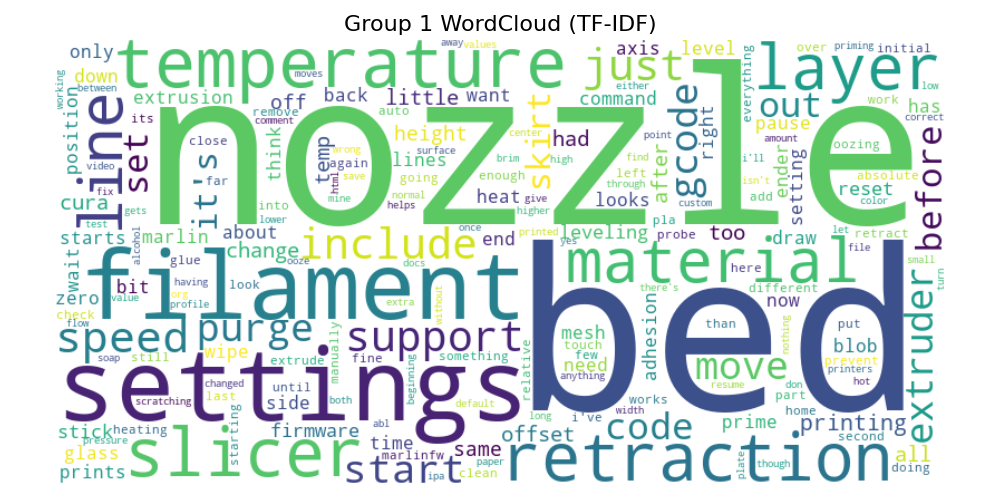 Group 1 WordCloud (TF-IDF)
only
temperature
away
values
moves
just
axis
level
over
priming
initial
layer
working
between
down
extrusion
off
back
little
want
either
command
everything
low
position
line
its
remove
comment
auto
set
nozzle
skirt
had
gcode
right
out
pause
work
has
correct
video
fix
gets
cura
test
it's
close
far
think
temp
wrong
html
save
mine
again
going
helps
height
lines
surface
brim
normal
enough
heat
center
high
higher
give
point
find
left
through
looks
after
custom
ender
i'll
isn't
add
amount
setting
oozing
absolute
reset
color
before
starts
alcohol
marlin
about
into
lower
change
ooze
include
docs
end
once
printed
yes
leveling
pla
probe
too
draw
let
file
retract
wait
glue
bit
having
org
profile
look
filament
extra
without
material
there's
here
different
now
small
turn
zero
check
value
flow
speed
purge
support
bed
adhesion
mesh
touch
few
need
anything
than
move
nothing
put
blob
prevent
printers
hot
extruder
soap
still
wipe
extrude
manually
fine
something
relative
resume
don
settings
changed
last
scratching
until
side
both
beginning
default
long
works
i've
width
part
home
printing
stick
heating
pressure
glass
prints
slicer
starting
firmware
time
abl
marlinfw
start
same
paper
clean
ipa
offset
code
retraction
prime
plate
though
second
all
doing